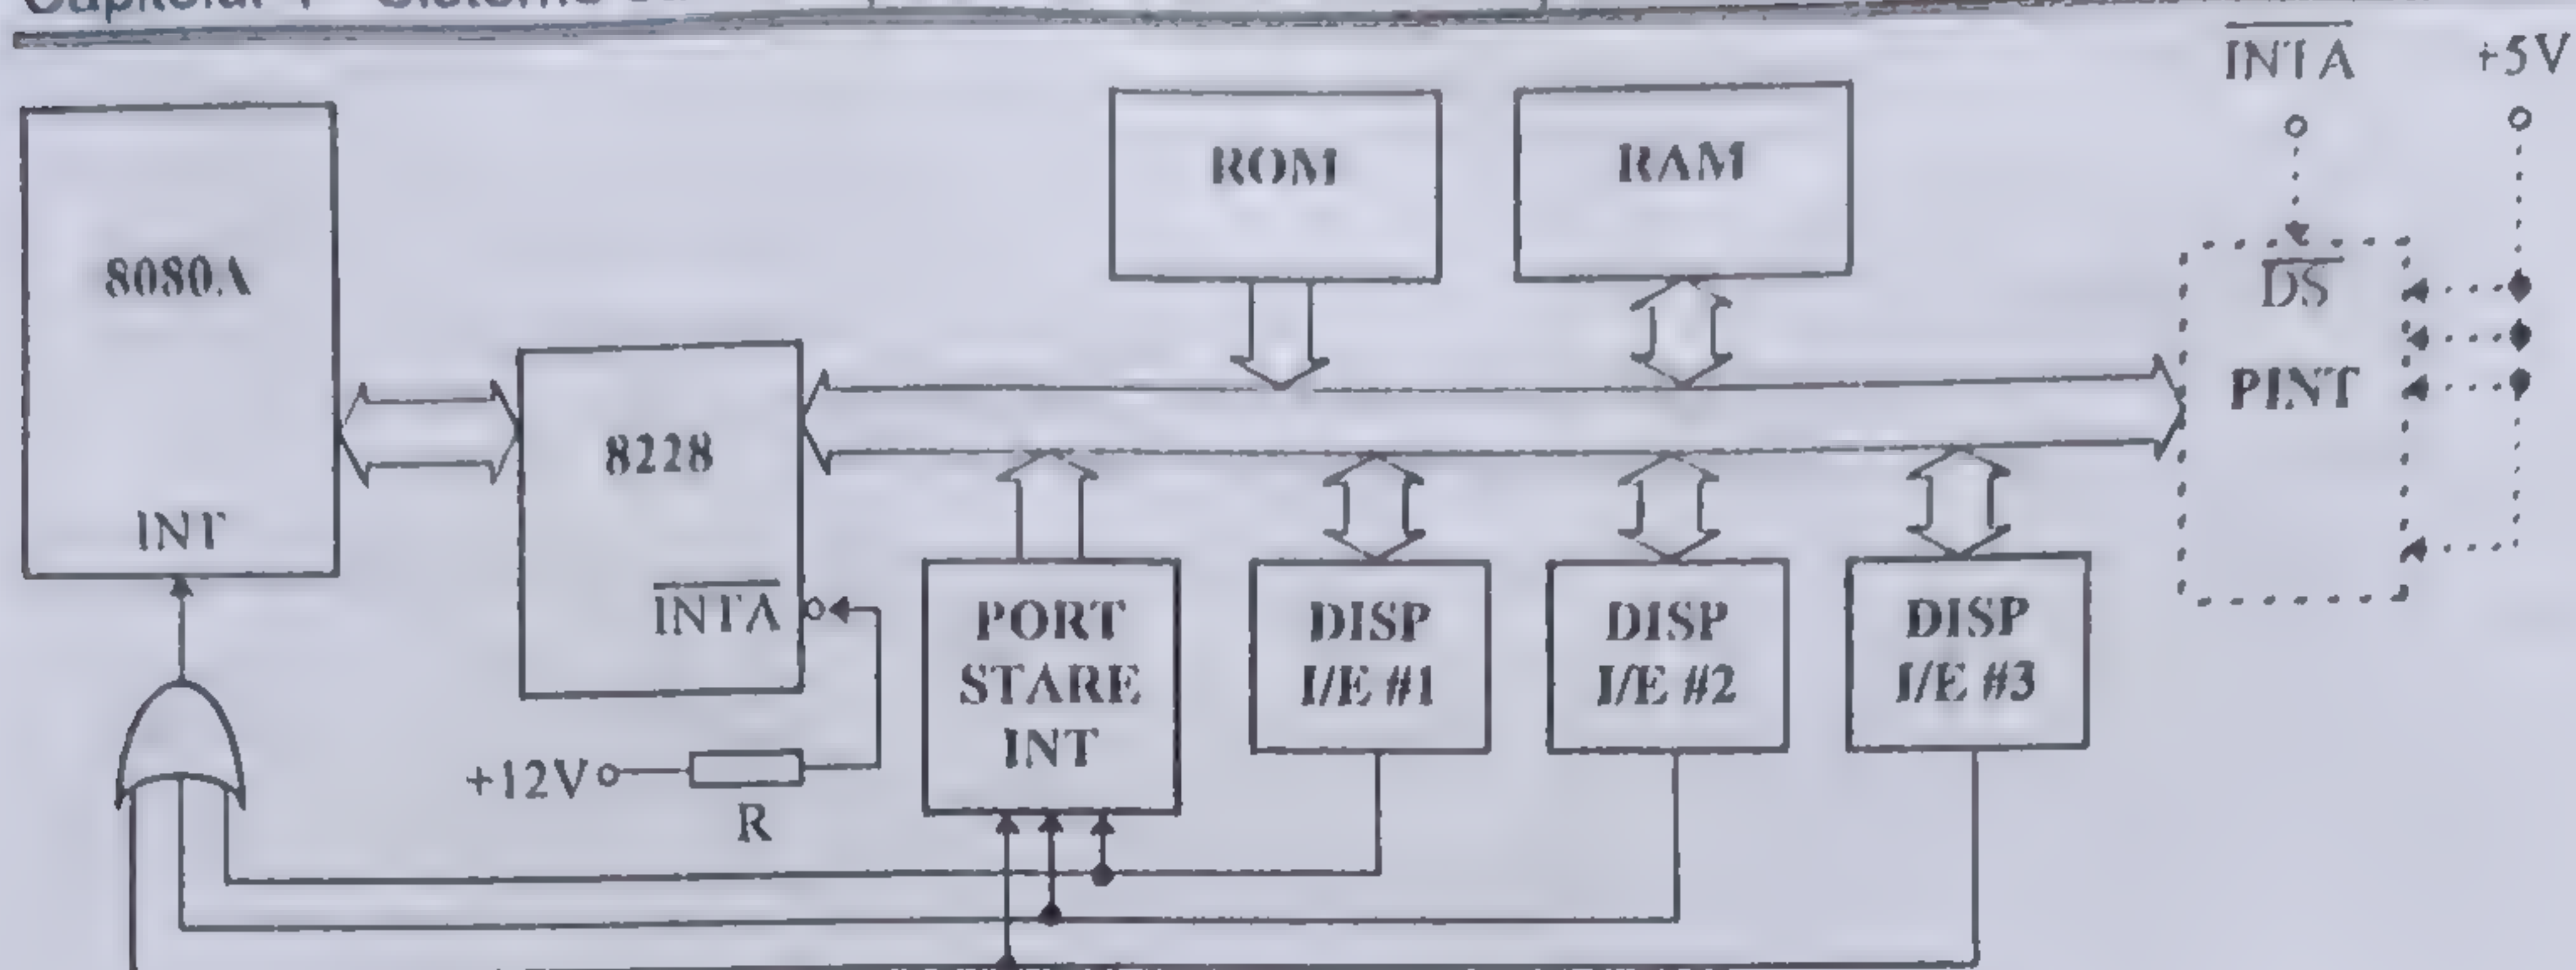 Capitolul
INTA
+5V
ROM
RAM
8080A
DS
PINT
8228
INT
INTA
PORT
STARE
INT
DISP
I/E #1
DISP
I/E #2
DISP
I/E #3
+12V
R